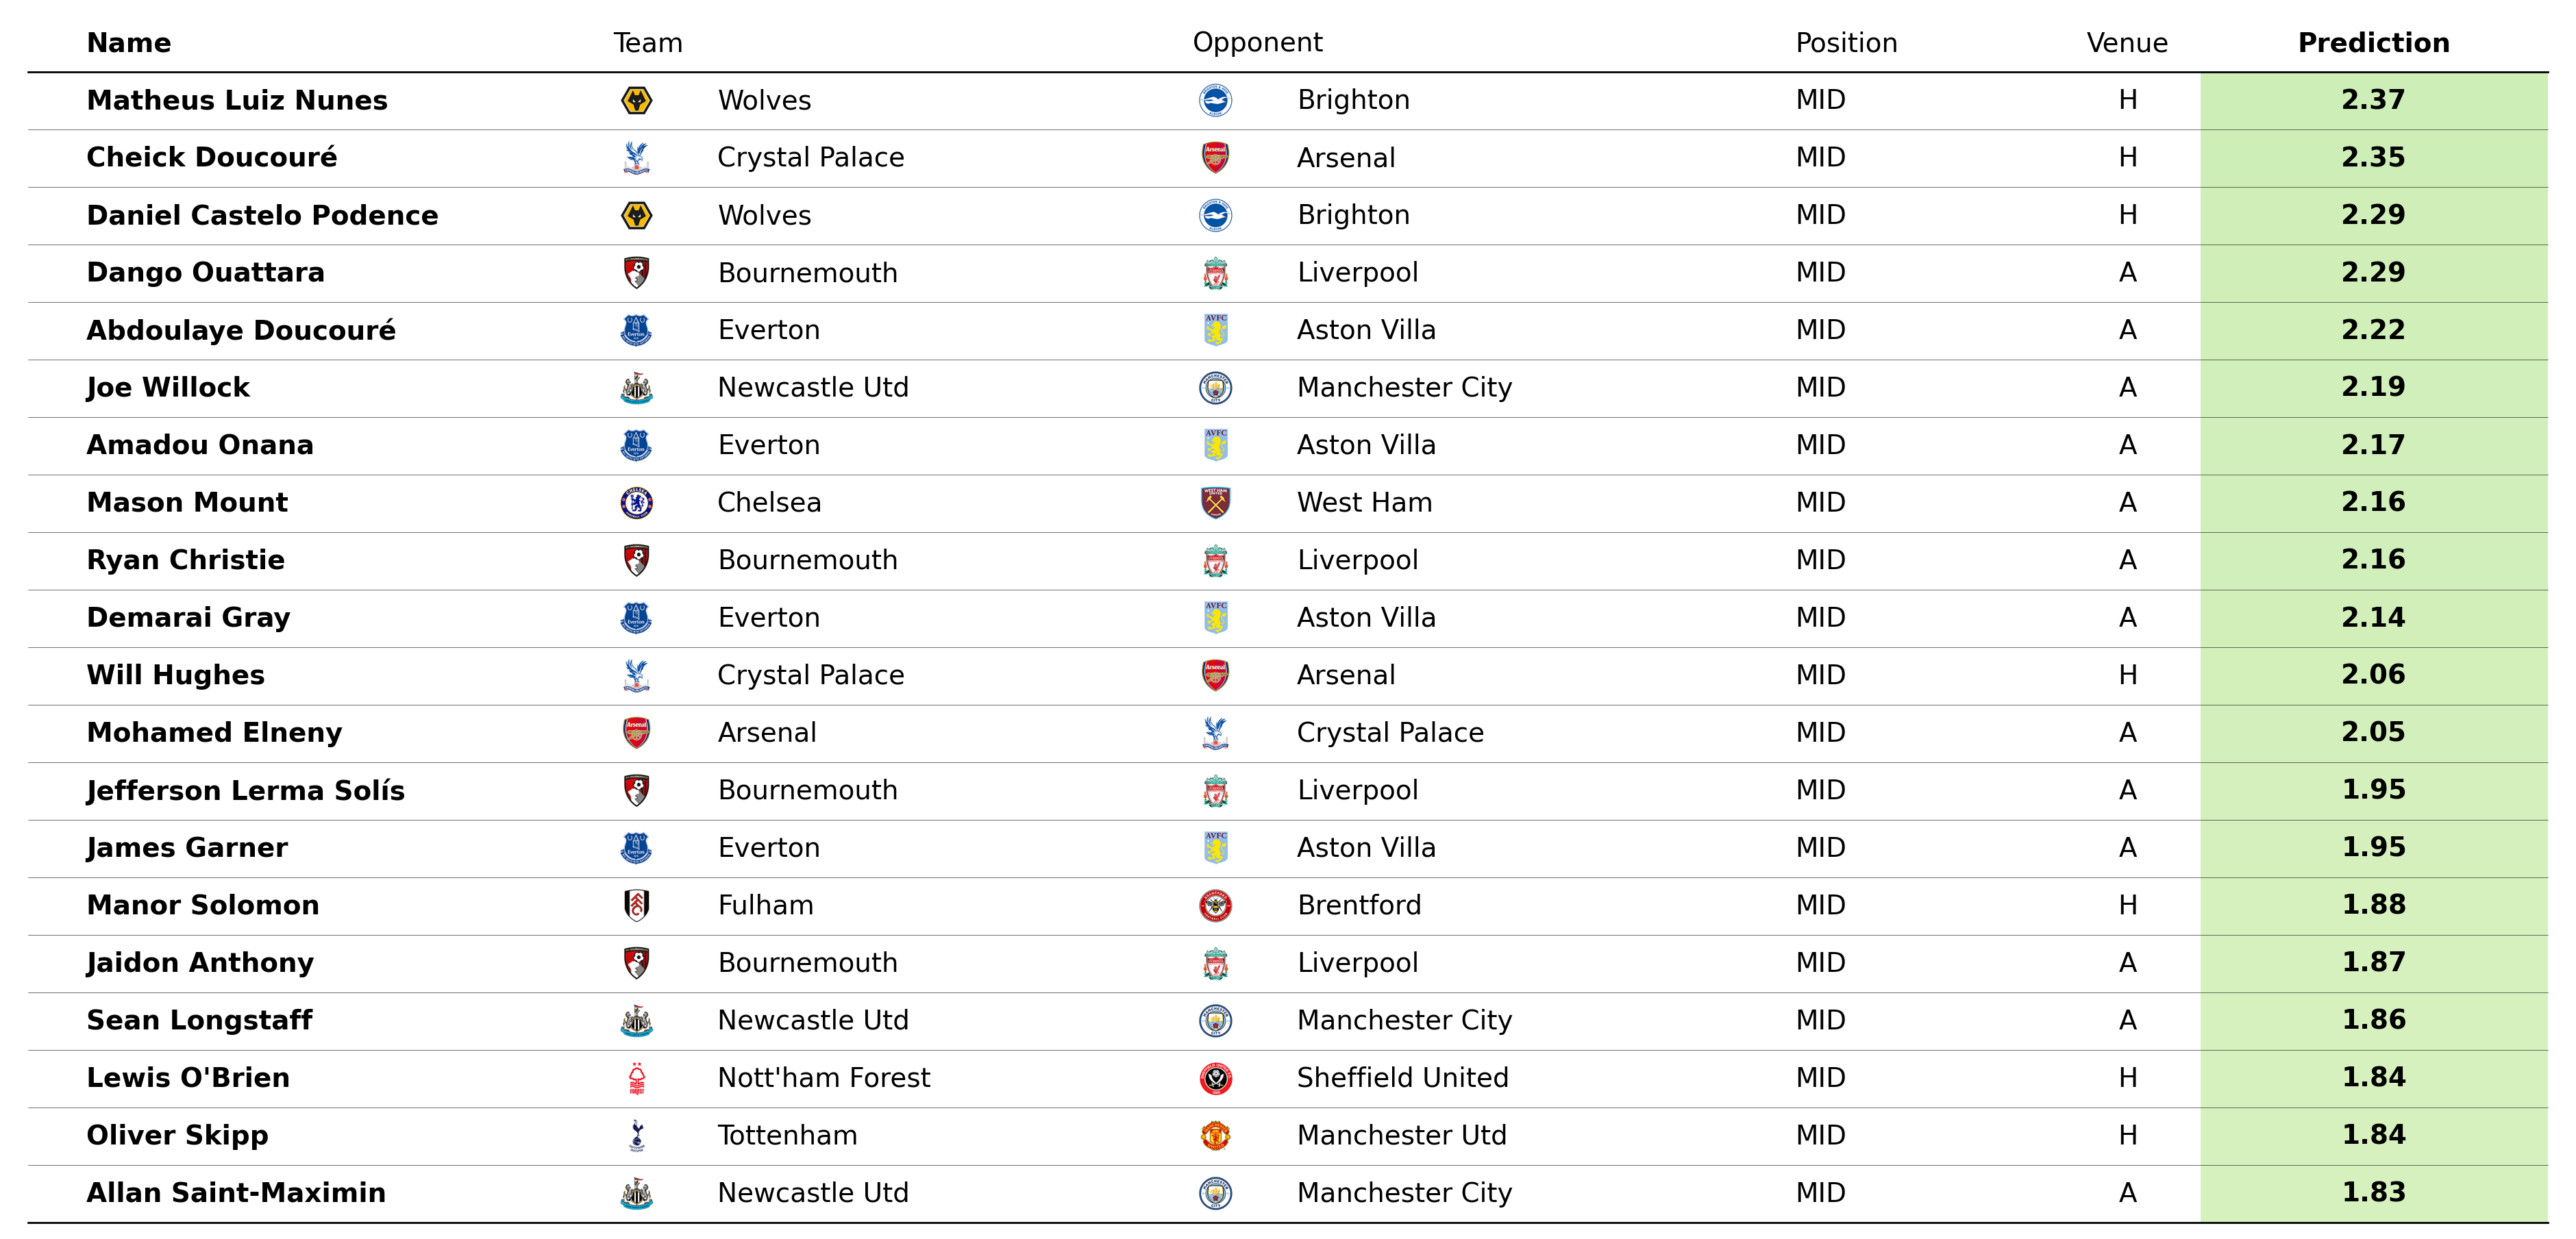 Name Team Opponent Position Venue Prediction
Matheus Luiz Nunes Wolves Brighton MID H 2.37
Cheick Doucouré Crystal Palace Arsenal MID H 2.35
Daniel Castelo Podence Wolves Brighton MID H 2.29
Dango Ouattara Bournemouth Liverpool MID A 2.29
Abdoulaye Doucouré Everton Aston Villa MID A 2.22
Joe Willock Newcastle Utd Manchester City MID A 2.19
Amadou Onana Everton Aston Villa MID A 2.17
Mason Mount Chelsea West Ham MID A 2.16
Ryan Christie Bournemouth Liverpool MID A 2.16
Demarai Gray Everton Aston Villa MID A 2.14
Will Hughes Crystal Palace Arsenal MID H 2.06
Mohamed Elneny Arsenal Crystal Palace MID A 2.05
Jefferson Lerma Solís Bournemouth Liverpool MID A 1.95
James Garner Everton Aston Villa MID A 1.95
Manor Solomon Fulham Brentford MID H 1.88
Jaidon Anthony Bournemouth Liverpool MID A 1.87
Sean Longstaff Newcastle Utd Manchester City MID A 1.86
Lewis O'Brien Nott'ham Forest Sheffield United MID H 1.84
Oliver Skipp Tottenham Manchester Utd MID H 1.84
Allan Saint-Maximin Newcastle Utd Manchester City MID A 1.83